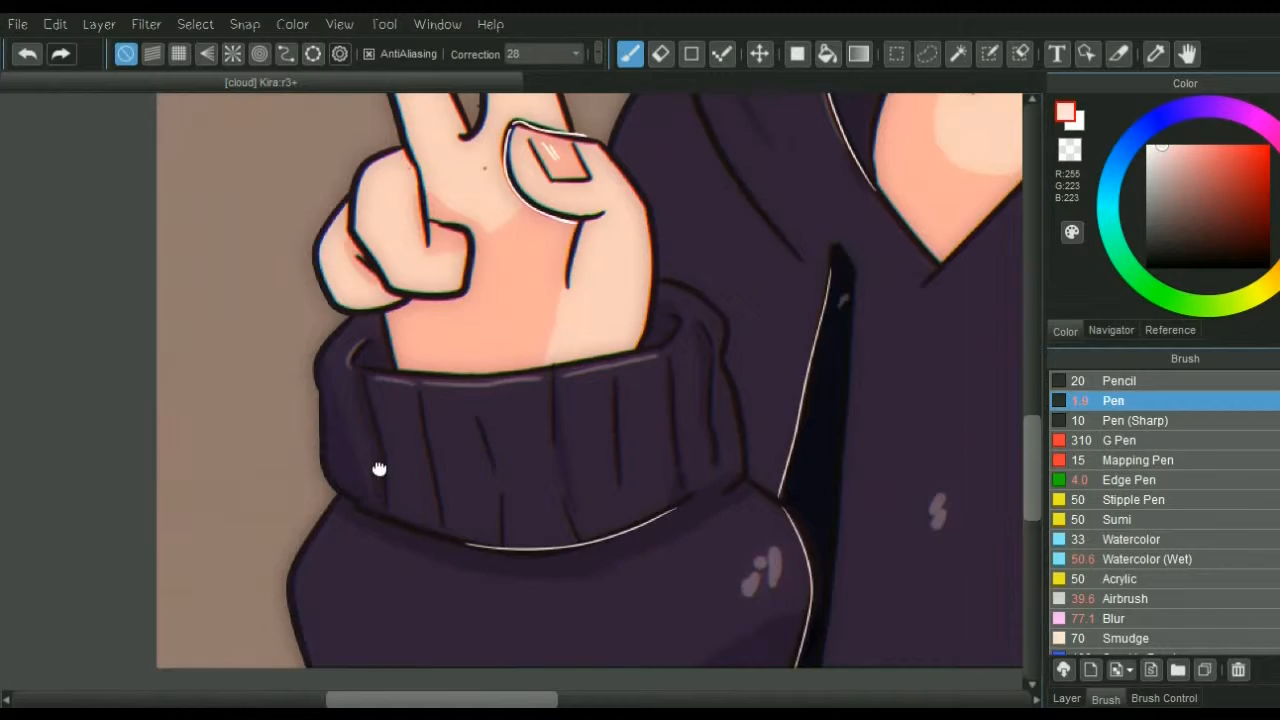 File Edit Layer Filter Select Snap Color View Tool Window Help
AntiAliasing Correction 28
[cloud] Kira:r3+
Color
R:255
G:223
B:223
Color Navigator Reference
Brush
20 Pencil
1.9 Pen
10 Pen (Sharp)
310 G Pen
15 Mapping Pen
4.0 Edge Pen
50 Stipple Pen
50 Sumi
33 Watercolor
50.6 Watercolor (Wet)
50 Acrylic
39.6 Airbrush
77.1 Blur
70 Smudge
Layer Brush Brush Control